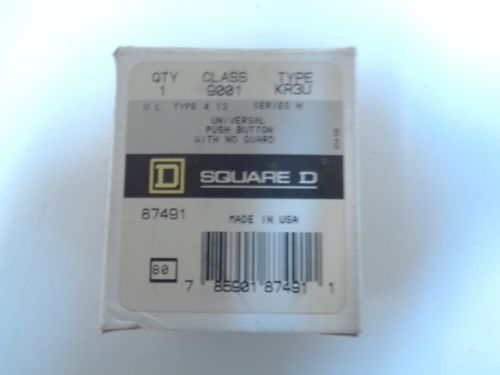 QTY CLASS TYPE
1 9001 KR3U
U.L. TYPE 4,13 SERIES H
UNIVERSAL
PUSH BUTTON
WITH NO GUARD
D SQUARE D
87491
MADE IN USA
80
7 85901 87491 1